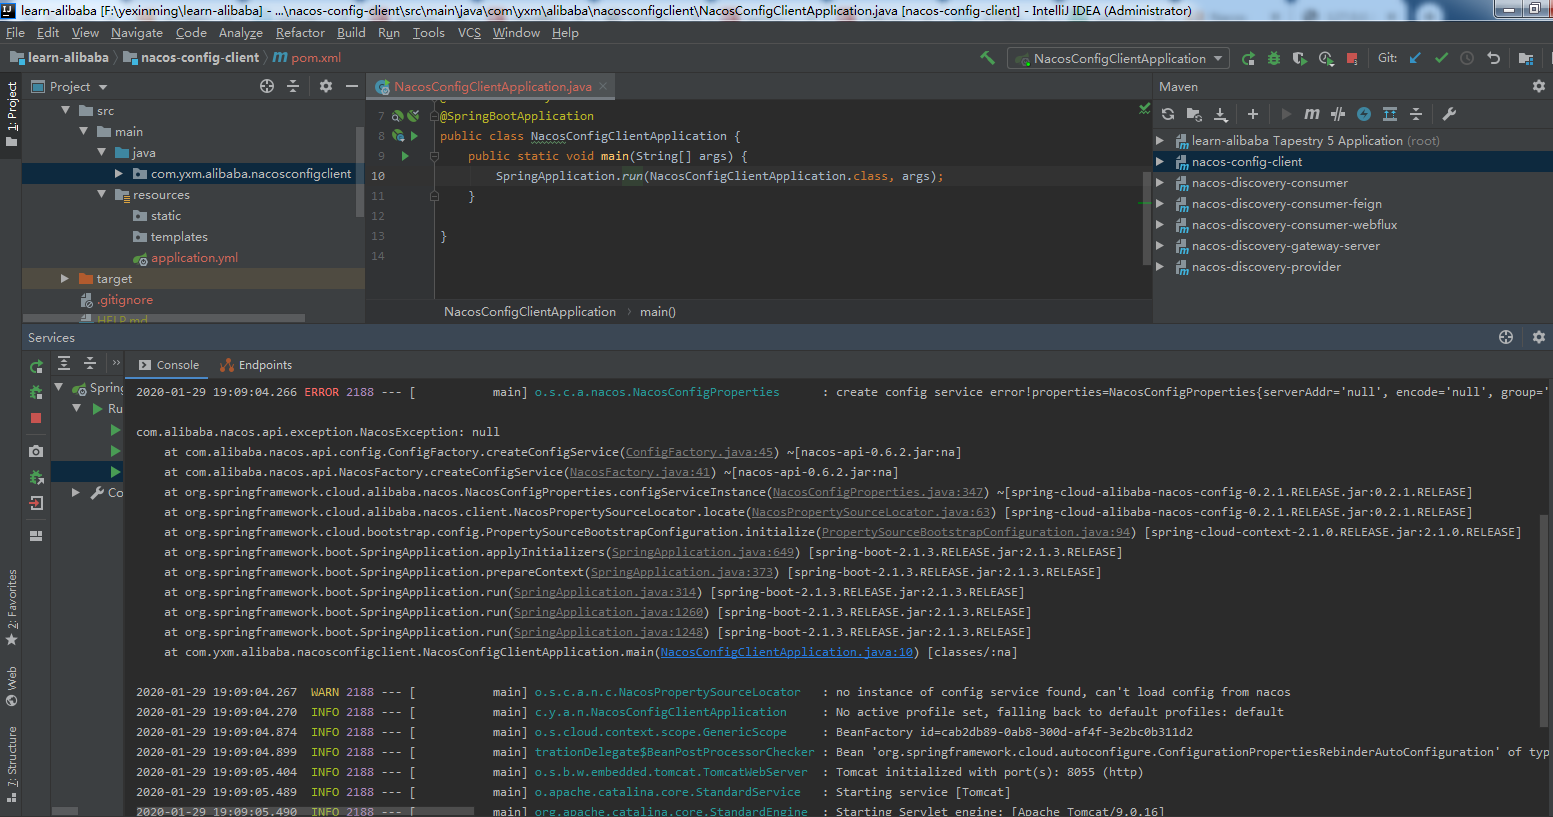 learn-alibaba [F:\yexinming\learn-alibaba] - ...\nacos-config-client\src\main\java\com\yxm\alibaba\nacosconfigclient\NacosConfigClientApplication.java [nacos-config-client] - IntelliJ IDEA (Administrator)
File Edit View Navigate Code Analyze Refactor Build Run Tools VCS Window Help
learn-alibaba nacos-config-client pom.xml NacosConfigClientApplication Git:
1: Project
Project
src
main
java
com.yxm.alibaba.nacosconfigclient
resources
static
templates
application.yml
target
.gitignore
HELP.md
NacosConfigClientApplication.java
7 @SpringBootApplication
8 public class NacosConfigClientApplication {
9 public static void main(String[] args) {
10 SpringApplication.run(NacosConfigClientApplication.class, args);
11 }
12
13 }
14
NacosConfigClientApplication main()
Maven
learn-alibaba Tapestry 5 Application (root)
nacos-config-client
nacos-discovery-consumer
nacos-discovery-consumer-feign
nacos-discovery-consumer-webflux
nacos-discovery-gateway-server
nacos-discovery-provider
Services
Console Endpoints
Spring
Ru
Co
2: Favorites
Web
7: Structure
2020-01-29 19:09:04.266 ERROR 2188 --- [ main] o.s.c.a.nacos.NacosConfigProperties : create config service error!properties=NacosConfigProperties{serverAddr='null', encode='null', group='
com.alibaba.nacos.api.exception.NacosException: null
at com.alibaba.nacos.api.config.ConfigFactory.createConfigService(ConfigFactory.java:45) ~[nacos-api-0.6.2.jar:na]
at com.alibaba.nacos.api.NacosFactory.createConfigService(NacosFactory.java:41) ~[nacos-api-0.6.2.jar:na]
at org.springframework.cloud.alibaba.nacos.NacosConfigProperties.configServiceInstance(NacosConfigProperties.java:347) ~[spring-cloud-alibaba-nacos-config-0.2.1.RELEASE.jar:0.2.1.RELEASE]
at org.springframework.cloud.alibaba.nacos.client.NacosPropertySourceLocator.locate(NacosPropertySourceLocator.java:63) [spring-cloud-alibaba-nacos-config-0.2.1.RELEASE.jar:0.2.1.RELEASE]
at org.springframework.cloud.bootstrap.config.PropertySourceBootstrapConfiguration.initialize(PropertySourceBootstrapConfiguration.java:94) [spring-cloud-context-2.1.0.RELEASE.jar:2.1.0.RELEASE]
at org.springframework.boot.SpringApplication.applyInitializers(SpringApplication.java:649) [spring-boot-2.1.3.RELEASE.jar:2.1.3.RELEASE]
at org.springframework.boot.SpringApplication.prepareContext(SpringApplication.java:373) [spring-boot-2.1.3.RELEASE.jar:2.1.3.RELEASE]
at org.springframework.boot.SpringApplication.run(SpringApplication.java:314) [spring-boot-2.1.3.RELEASE.jar:2.1.3.RELEASE]
at org.springframework.boot.SpringApplication.run(SpringApplication.java:1260) [spring-boot-2.1.3.RELEASE.jar:2.1.3.RELEASE]
at org.springframework.boot.SpringApplication.run(SpringApplication.java:1248) [spring-boot-2.1.3.RELEASE.jar:2.1.3.RELEASE]
at com.yxm.alibaba.nacosconfigclient.NacosConfigClientApplication.main(NacosConfigClientApplication.java:10) [classes/:na]
2020-01-29 19:09:04.267 WARN 2188 --- [ main] o.s.c.a.n.c.NacosPropertySourceLocator : no instance of config service found, can't load config from nacos
2020-01-29 19:09:04.270 INFO 2188 --- [ main] c.y.a.n.NacosConfigClientApplication : No active profile set, falling back to default profiles: default
2020-01-29 19:09:04.874 INFO 2188 --- [ main] o.s.cloud.context.scope.GenericScope : BeanFactory id=cab2db89-0ab8-300d-af4f-3e2bc0b311d2
2020-01-29 19:09:04.899 INFO 2188 --- [ main] trationDelegate$BeanPostProcessorChecker : Bean 'org.springframework.cloud.autoconfigure.ConfigurationPropertiesRebinderAutoConfiguration' of typ
2020-01-29 19:09:05.404 INFO 2188 --- [ main] o.s.b.w.embedded.tomcat.TomcatWebServer : Tomcat initialized with port(s): 8055 (http)
2020-01-29 19:09:05.489 INFO 2188 --- [ main] o.apache.catalina.core.StandardService : Starting service [Tomcat]
2020-01-29 19:09:05.490 INFO 2188 --- [ main] org.apache.catalina.core.StandardEngine : Starting Servlet engine: [Apache Tomcat/9.0.16]